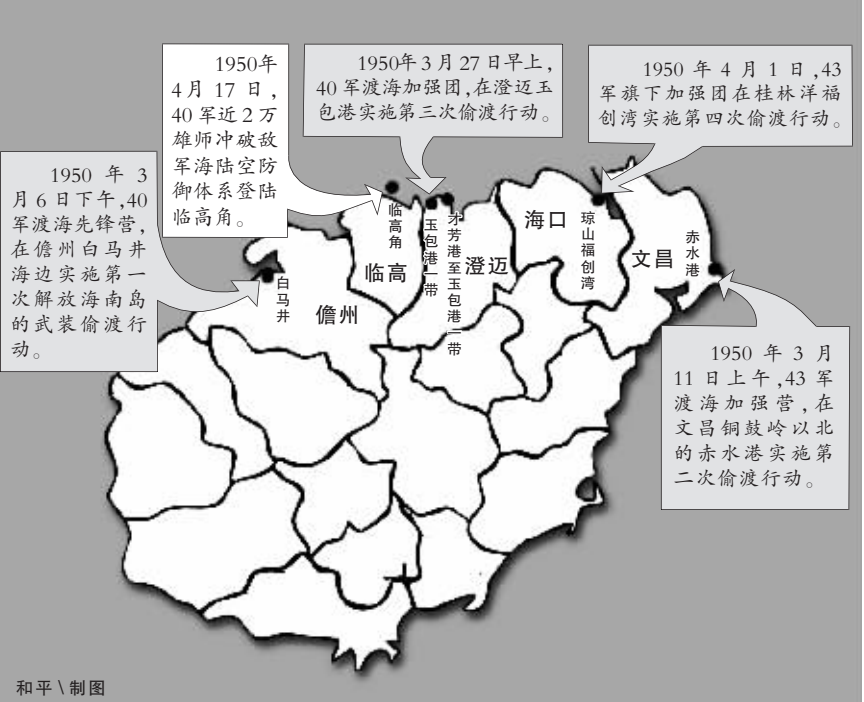 1950年
4月 17日，
40军近2万
雄师冲破敌
军海陆空防
御体系登陆
临高角。
1950年3月27日早上，
40军渡海加强团，在澄迈玉
包港实施第三次偷渡行动。
1950年4月1日，43
军旗下加强团在桂林洋福
创湾实施第四次偷渡行动。
1950年3
月6日下午，40
军渡海先锋营，
在儋州白马井
海边实施第一
次解放海南岛
的武装偷渡行
动。
临高角
玉包港一带
才芳港至玉包港一带
海口
琼山福创湾
文昌
赤水港
临高
澄迈
白马井
儋州
1950年3月
11日上午，43军
渡海加强营，在
文昌铜鼓岭以北
的赤水港实施第
二次偷渡行动。
和平\制图